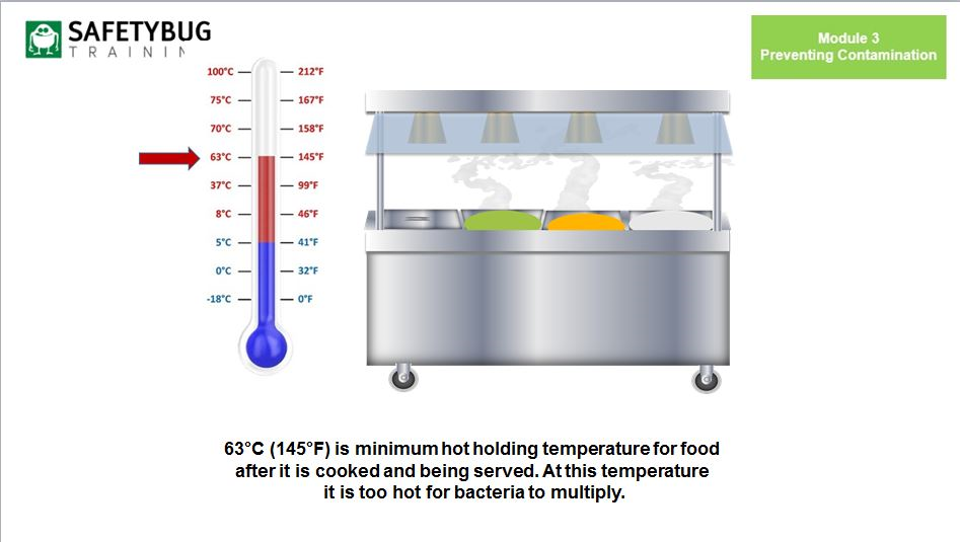 SAFETYBUG
TRAININ
Module 3
Preventing Contamination
100°C 212°F
75°C 167°F
70°C 158°F
63°C 145°F
37°C 99°F
8°C 46°F
5°C 41°F
0°C 32°F
-18°C 0°F
63°C (145°F) is minimum hot holding temperature for food
after it is cooked and being served. At this temperature
it is too hot for bacteria to multiply.